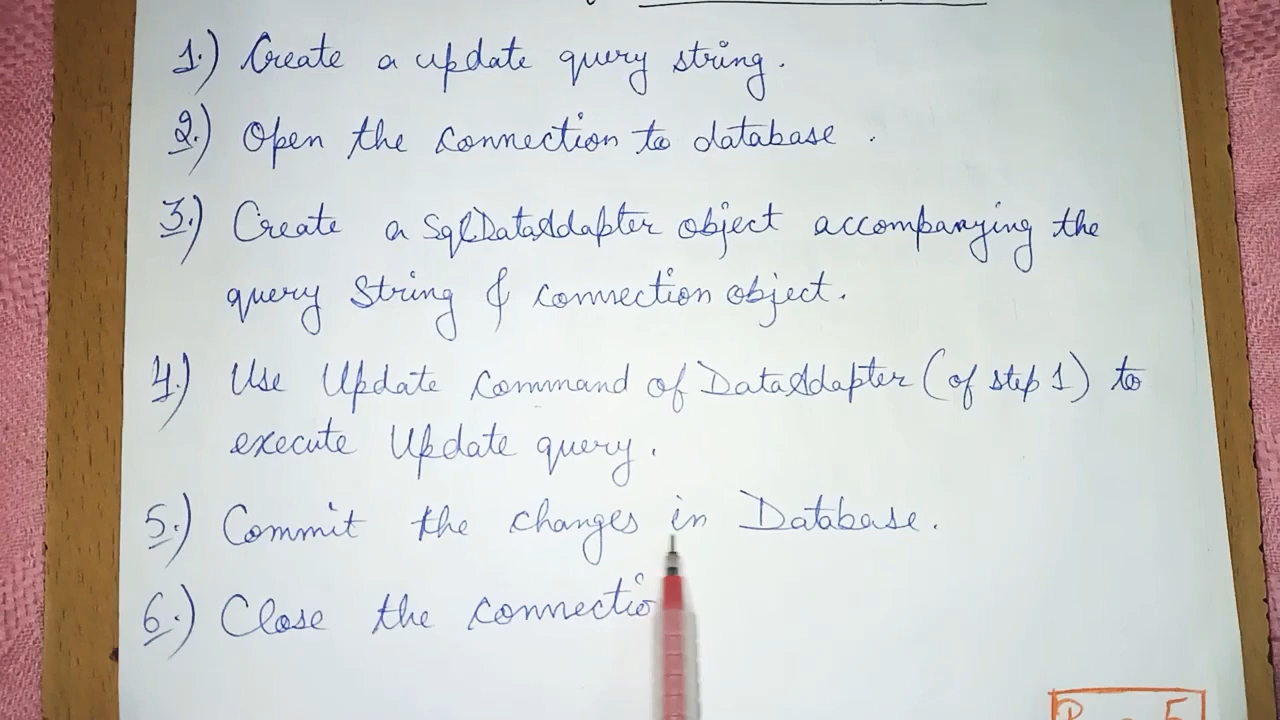 1.) Create a update query string.
2.) Open the connection to database.
3.) Create a SqlDataAdapter object accompanying the
query String & connection object.
4.) Use Update Command of DataAdapter (of step 1) to
execute Update query.
5.) Commit the changes in Database.
6.) Close the connectio
5